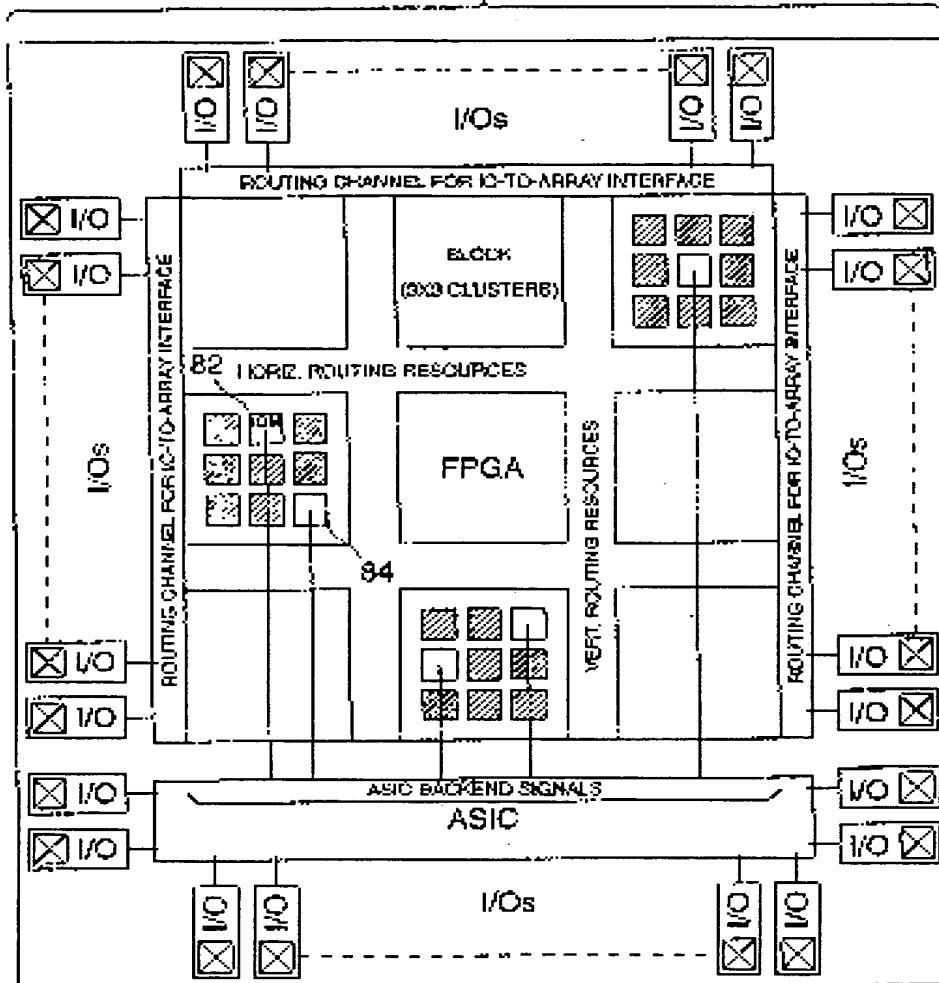 I/O
I/O
I/O
I/O
I/Os
ROUTING CHANNEL FOR IO-TO-ARRAY INTERFACE
I/O
I/O
I/O
I/O
BLOCK
(3X3 CLUSTERS)
ROUTING CHANNEL FOR IO-TO-ARRAY INTERFACE
ROUTING CHANNEL FOR IO-TO-ARRAY INTERFACE
82
HORIZ. ROUTING RESOURCES
I/Os
FPGA
VERT. ROUTING RESOURCES
I/Os
84
I/O
I/O
I/O
I/O
ASIC BACKEND SIGNALS
ASIC
I/O
I/O
I/O
I/O
I/Os
I/O
I/O
I/O
I/O